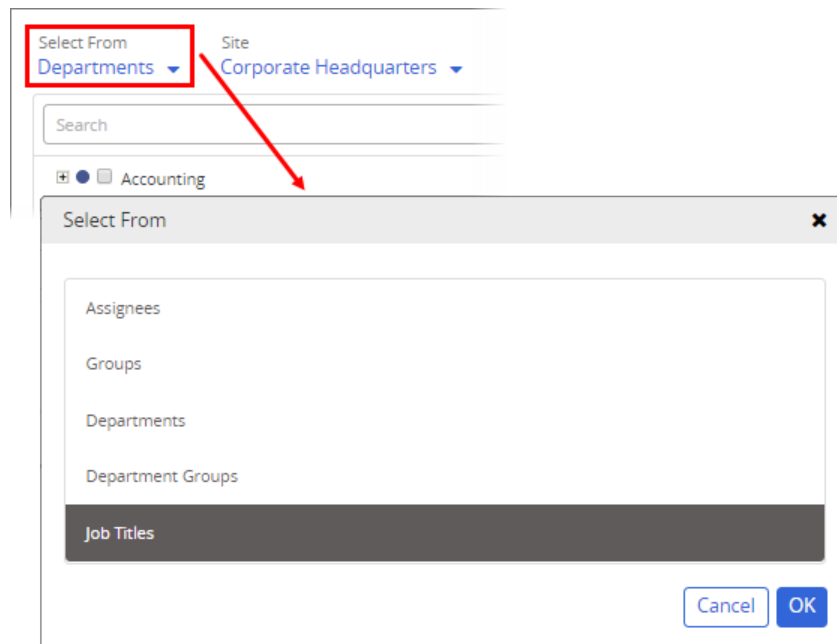 Select From Site
Departments Corporate Headquarters
Search
Accounting
Select From
Assignees
Groups
Departments
Department Groups
Job Titles
Cancel OK